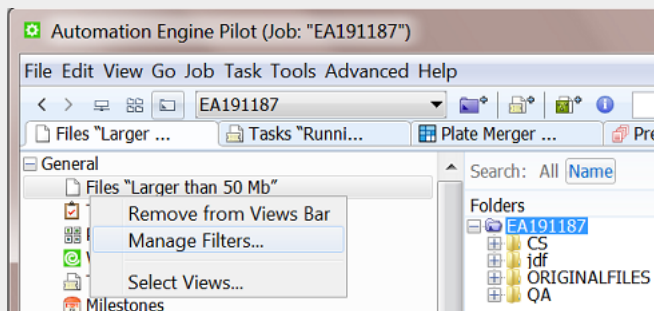 Automation Engine Pilot (Job: "EA191187")
File Edit View Go Job Task Tools Advanced Help
EA191187
Files "Larger ... Tasks "Runni... Plate Merger ... Pre
General
Files "Larger than 50 Mb"
Remove from Views Bar
Manage Filters...
Select Views...
Milestones
Search: All Name
Folders
EA191187
CS
jdf
ORIGINALFILES
QA